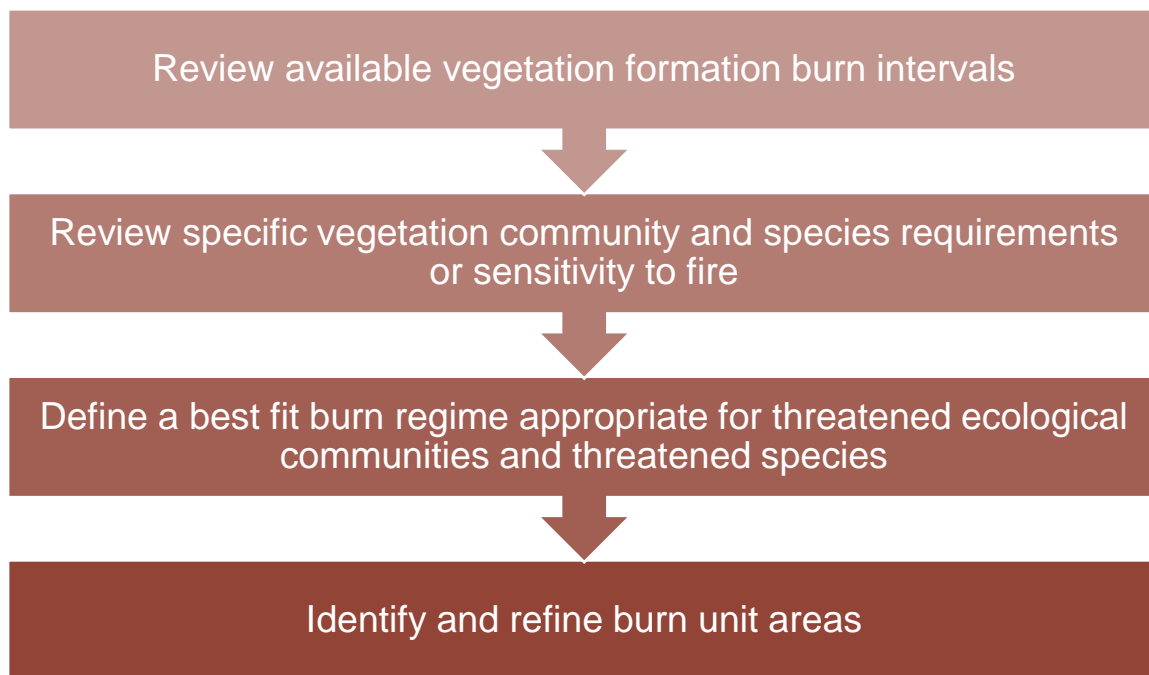 Review available vegetation formation burn intervals
Review specific vegetation community and species requirements
or sensitivity to fire
Define a best fit burn regime appropriate for threatened ecological
communities and threatened species
Identify and refine burn unit areas